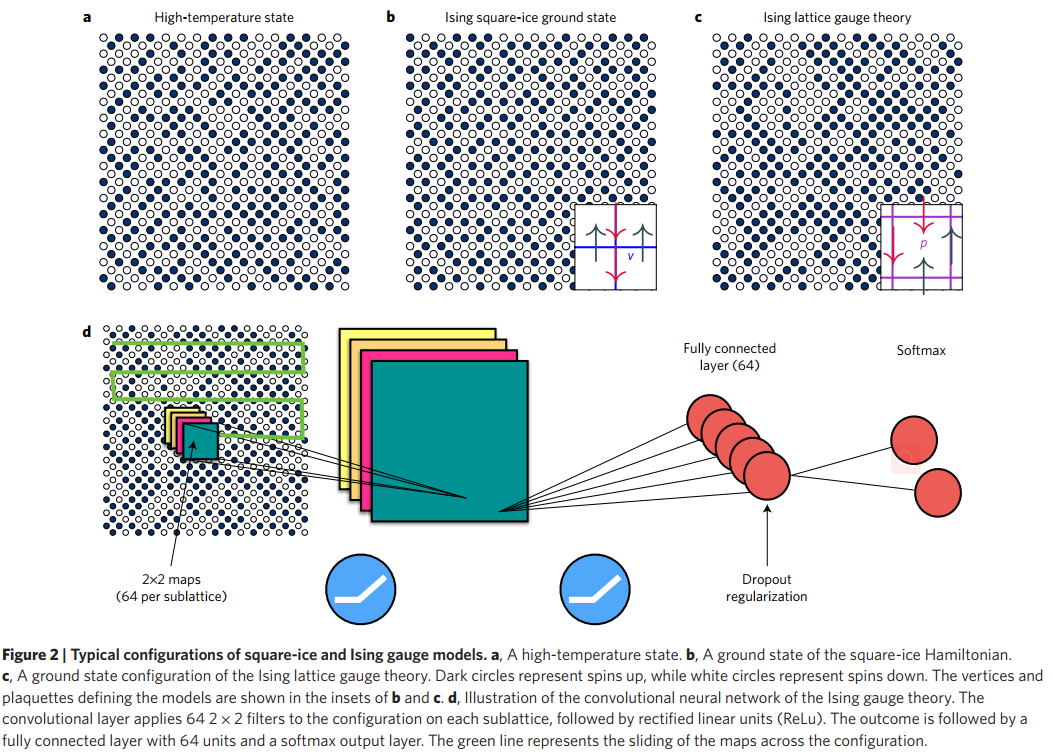 a High-temperature state
b Ising square-ice ground state
c Ising lattice gauge theory
v
p
d
Fully connected
layer (64)
Softmax
2×2 maps
(64 per sublattice)
Dropout
regularization
Figure 2 | Typical configurations of square-ice and Ising gauge models. a, A high-temperature state. b, A ground state of the square-ice Hamiltonian.
c, A ground state configuration of the Ising lattice gauge theory. Dark circles represent spins up, while white circles represent spins down. The vertices and
plaquettes defining the models are shown in the insets of b and c. d, Illustration of the convolutional neural network of the Ising gauge theory. The
convolutional layer applies 64 2 × 2 filters to the configuration on each sublattice, followed by rectified linear units (ReLu). The outcome is followed by a
fully connected layer with 64 units and a softmax output layer. The green line represents the sliding of the maps across the configuration.